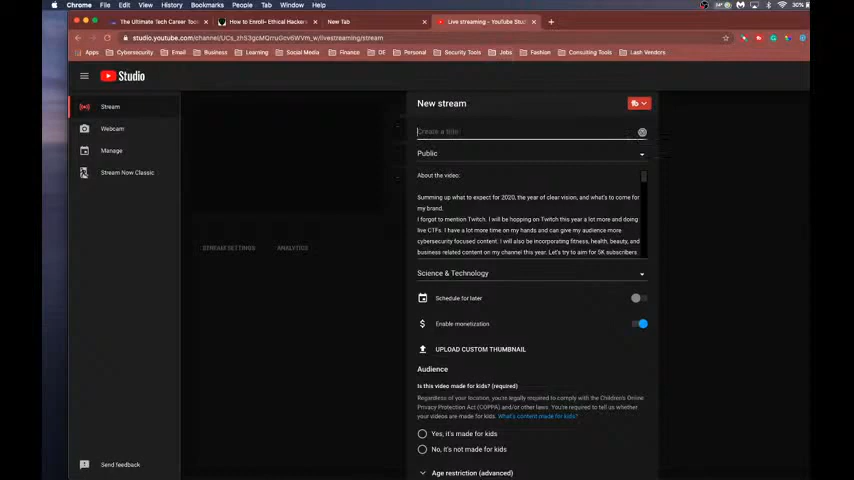 Chrome File Edit View History Bookmarks People Tab Window Help 30%
The Ultimate Tech Career Tool
How to Enroll– Ethical Hackers
New Tab
Live streaming - YouTube Stu
Apps Cybersecurity Business Learning Social Media Finance DE Medium Security Tools Jobs Fashion Consulting Tools Lash Vendors
Studio
New stream
Stream
Create a title
Webcam
Public
Manage
About the video:
Stream Now Classic
Summing up what to expect for 2020, the year of clear vision, and what's to come for
my brand.
I forgot to mention Twitch. I will be hopping on Twitch this year a lot more and doing
live CTFs. I have a lot more time on my hands and can give my audience more
cybersecurity focused content. I will also be incorporating fitness, health, beauty, and
business related content on my channel this year. Let's try to aim for 5K subscribers
STREAM SETTINGS ANALYTICS
Science & Technology
Schedule for later
Enable monetization
UPLOAD CUSTOM THUMBNAIL
Audience
Is this video made for kids? (required)
Regardless of your location, you're legally required to comply with the Children's Online
Privacy Protection Act (COPPA) and/or other laws. You're required to tell us whether
your videos are made for kids. What's content made for kids?
Yes, it's made for kids
No, it's not made for kids
Send feedback
Age restriction (advanced)